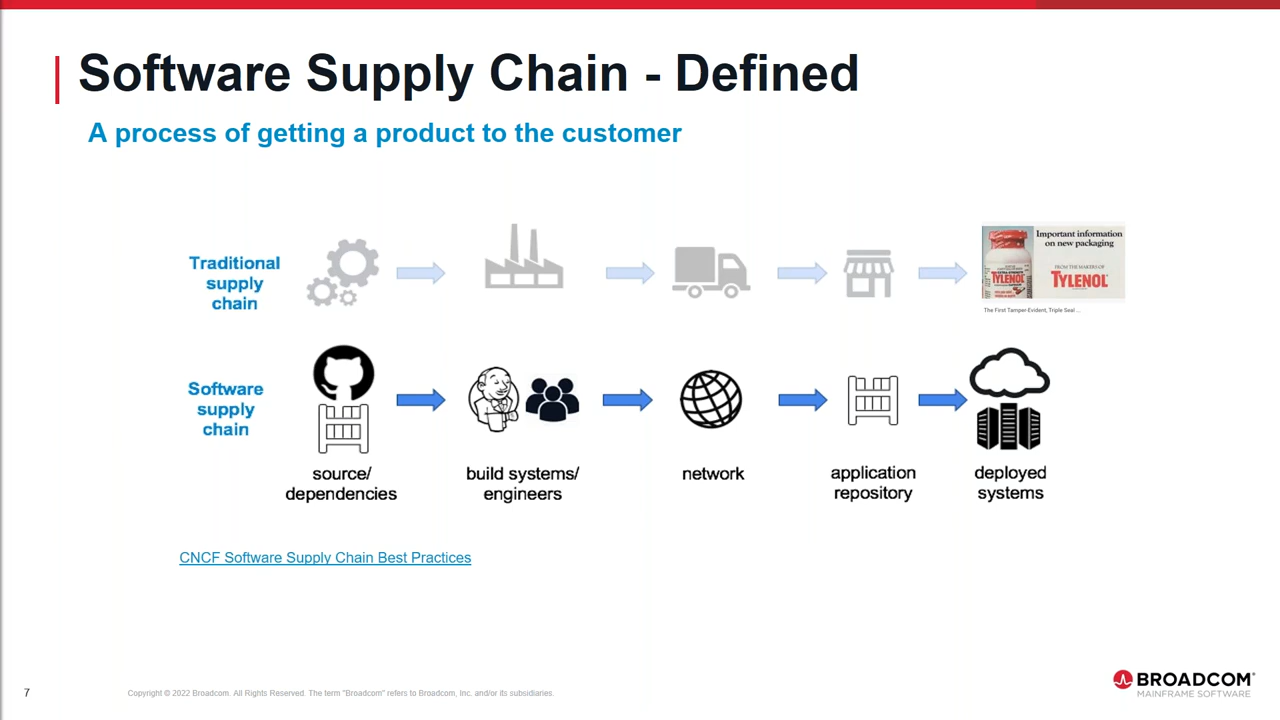 Software Supply Chain - Defined
A process of getting a product to the customer
Traditional
supply
chain
Important information
on new packaging
FROM THE MAKERS OF
TYLENOL
TYLENOL
The First Tamper-Evident, Triple Seal ...
Software
supply
chain
source/
dependencies
build systems/
engineers
network
application
repository
deployed
systems
CNCF Software Supply Chain Best Practices
7
Copyright © 2022 Broadcom. All Rights Reserved. The term "Broadcom" refers to Broadcom, Inc. and/or its subsidiaries.
BROADCOM®
MAINFRAME SOFTWARE